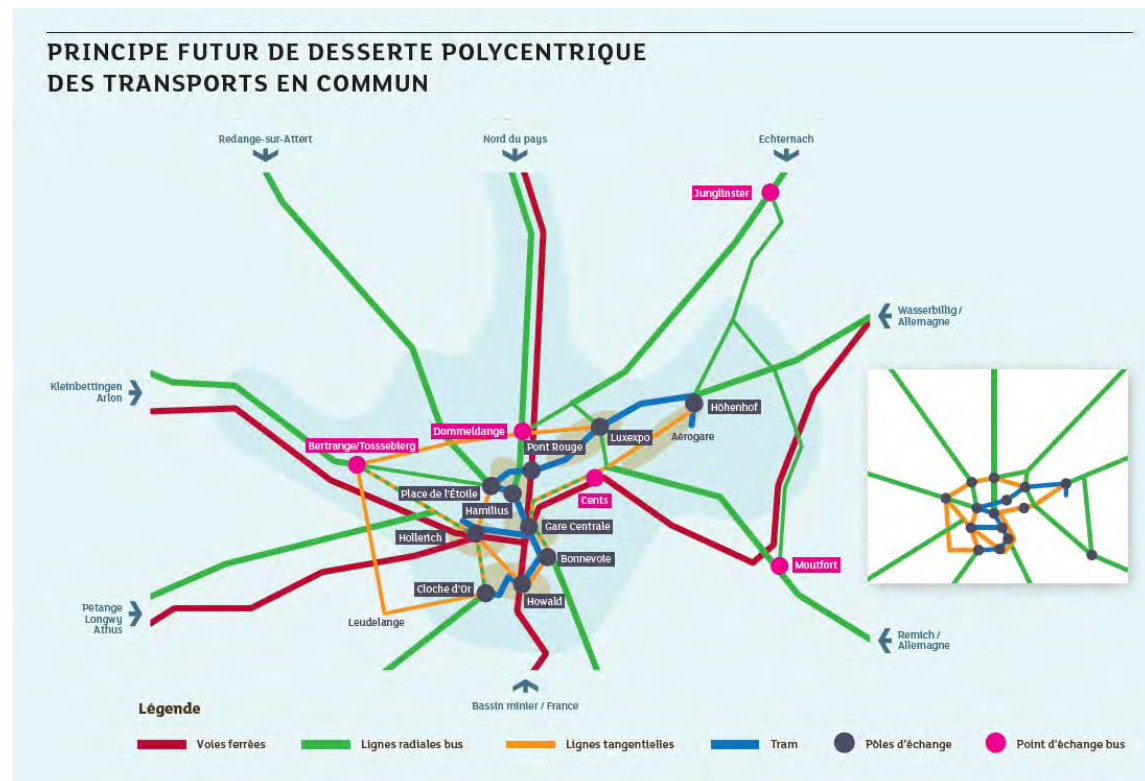 PRINCIPE FUTUR DE DESSERTE POLYCENTRIQUE
DES TRANSPORTS EN COMMUN
Redange-sur-Attert
Nord du pays
Echternach
Junglinster
Wasserbillig /
Allemagne
Kleinbettingen
Arlon
Dommeldange
Höhenhof
Bertrange/Tosssebierg
Luxexpo
Pont Rouge
Aérogare
Place de l'Étoile
Cents
Hamilius
Gare Centrale
Hollerich
Bonnevoie
Moutfort
Cloche d'Or
Howald
Pétange
Longwy
Athus
Leudelange
Remich /
Allemagne
Bassin minier / France
Légende
Voies ferrées
Lignes radiales bus
Lignes tangentielles
Tram
Pôles d'échange
Point d'échange bus